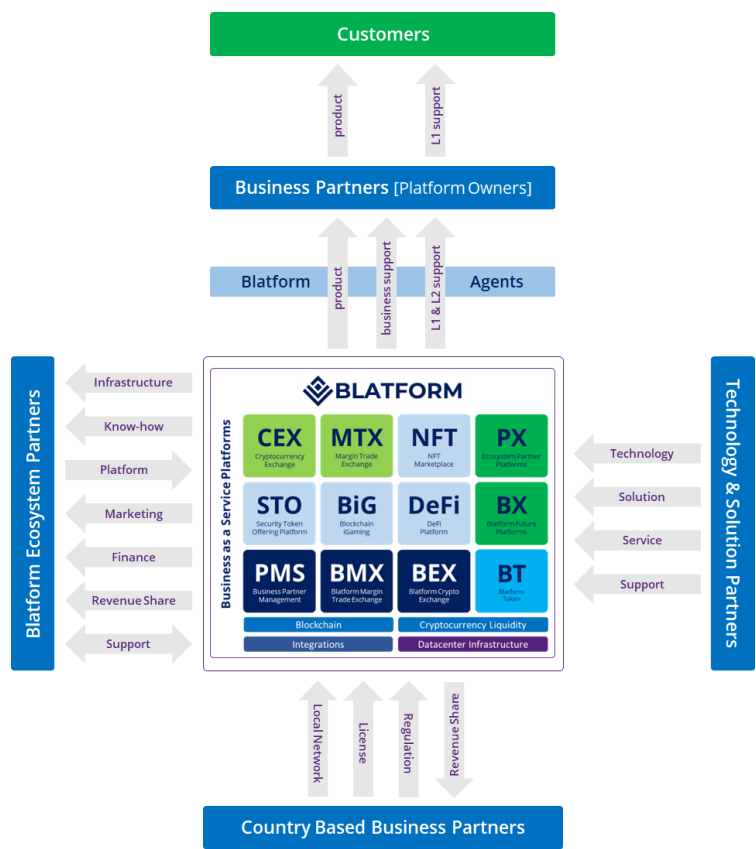 Customers
product
L1 support
Business Partners [Platform Owners]
Blatform
Agents
product
business support
L1 & L2 support
Blatform Ecosystem Partners
Infrastructure
Know-how
Platform
Marketing
Finance
Revenue Share
Support
BLATFORM
Business as a Service Platforms
CEX
Cryptocurrency
Exchange
MTX
Margin Trade
Exchange
NFT
NFT
Marketplace
PX
Ecosystem Partner
Platforms
STO
Security Token
Offering Platform
BiG
Blockchain
iGaming
DeFi
DeFi
Platform
BX
Blatform Future
Platforms
PMS
Business Partner
Management
BMX
Blatform Margin
Trade Exchange
BEX
Blatform Crypto
Exchange
BT
Blatform
Token
Blockchain
Cryptocurrency Liquidity
Integrations
Datacenter Infrastructure
Technology
Solution
Service
Support
Technology & Solution Partners
Local Network
License
Regulation
Revenue Share
Country Based Business Partners